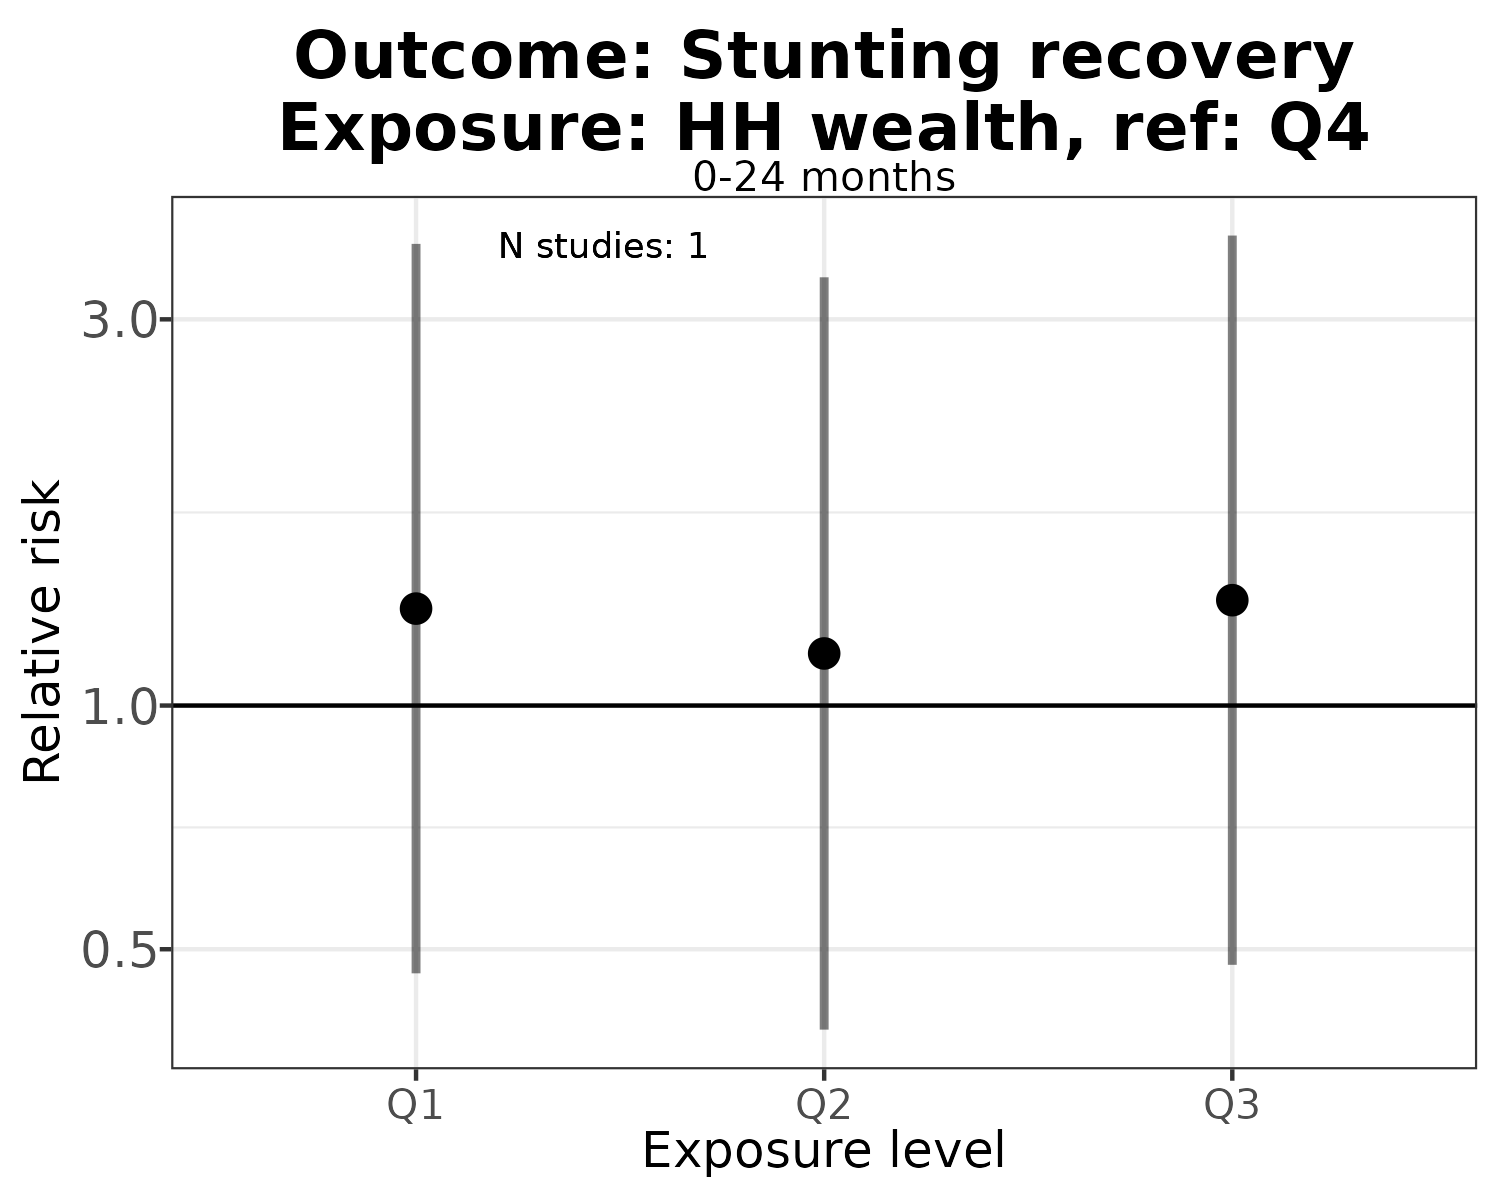 Outcome: Stunting recovery
Exposure: HH wealth, ref: Q4
0-24 months
N studies: 1
3.0
1.0
0.5
Relative risk
Q1 Q2 Q3
Exposure level